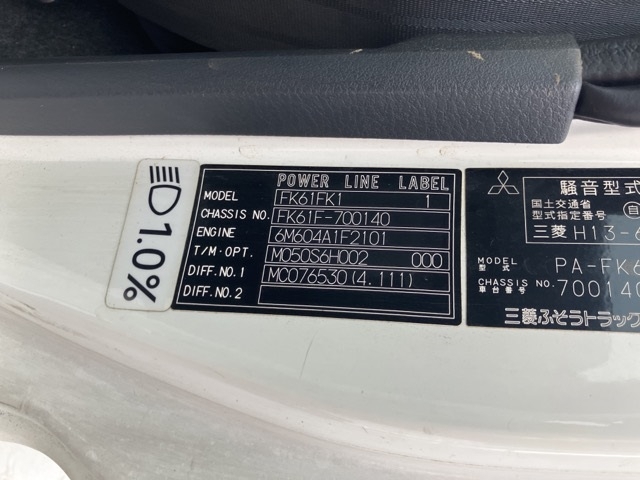 1.0%
POWER LINE LABEL
MODEL FK61FK1 1
CHASSIS NO. FK61F-700140
ENGINE 6M604A1F2101
T/M・OPT. M050S6H002 000
DIFF.NO.1 MC076530(4.111)
DIFF.NO.2
騒音型式
国土交通省
型式指定番号 自
三菱 H13-6
MODEL 型式 PA-FK6
CHASSIS NO. 車台番号 700140
三菱ふそうトラック